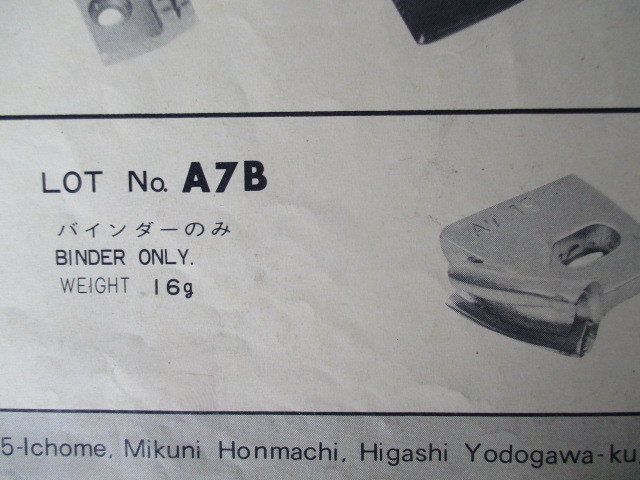 LOT No. A7B
バインダーのみ
BINDER ONLY.
WEIGHT 16g
5-Ichome, Mikuni Honmachi, Higashi Yodogawa-ku,